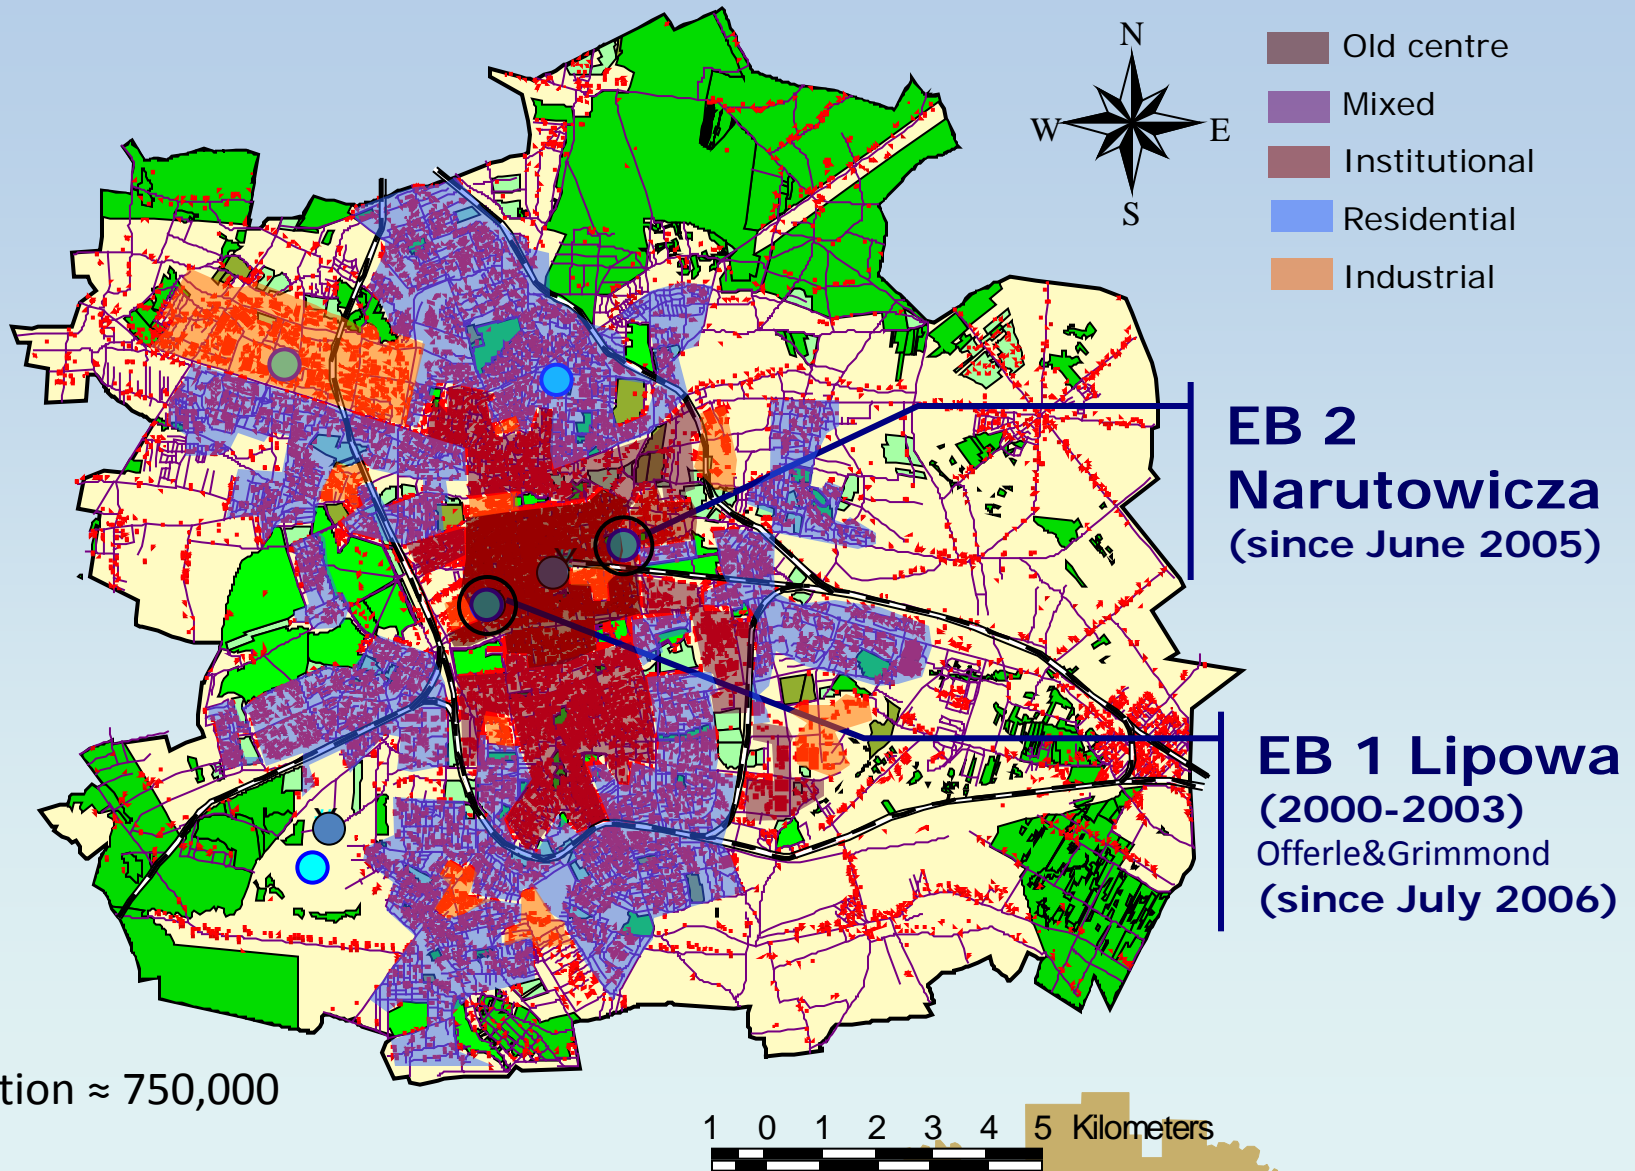 N
W E
S
Old centre
Mixed
Institutional
Residential
Industrial
EB 2
Narutowicza
(since June 2005)
EB 1 Lipowa
(2000-2003)
Offerle&Grimmond
(since July 2006)
tion ≈ 750,000
1 0 1 2 3 4 5 Kilometers